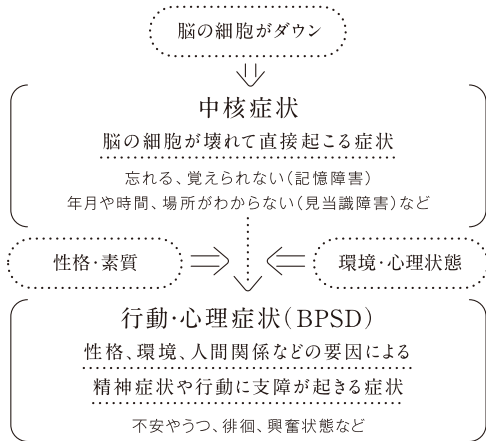 脳の細胞がダウン
中核症状
脳の細胞が壊れて直接起こる症状
忘れる、覚えられない（記憶障害）
年月や時間、場所がわからない（見当識障害）など
性格・素質
環境・心理状態
行動・心理症状（BPSD）
性格、環境、人間関係などの要因による
精神症状や行動に支障が起きる症状
不安やうつ、徘徊、興奮状態など